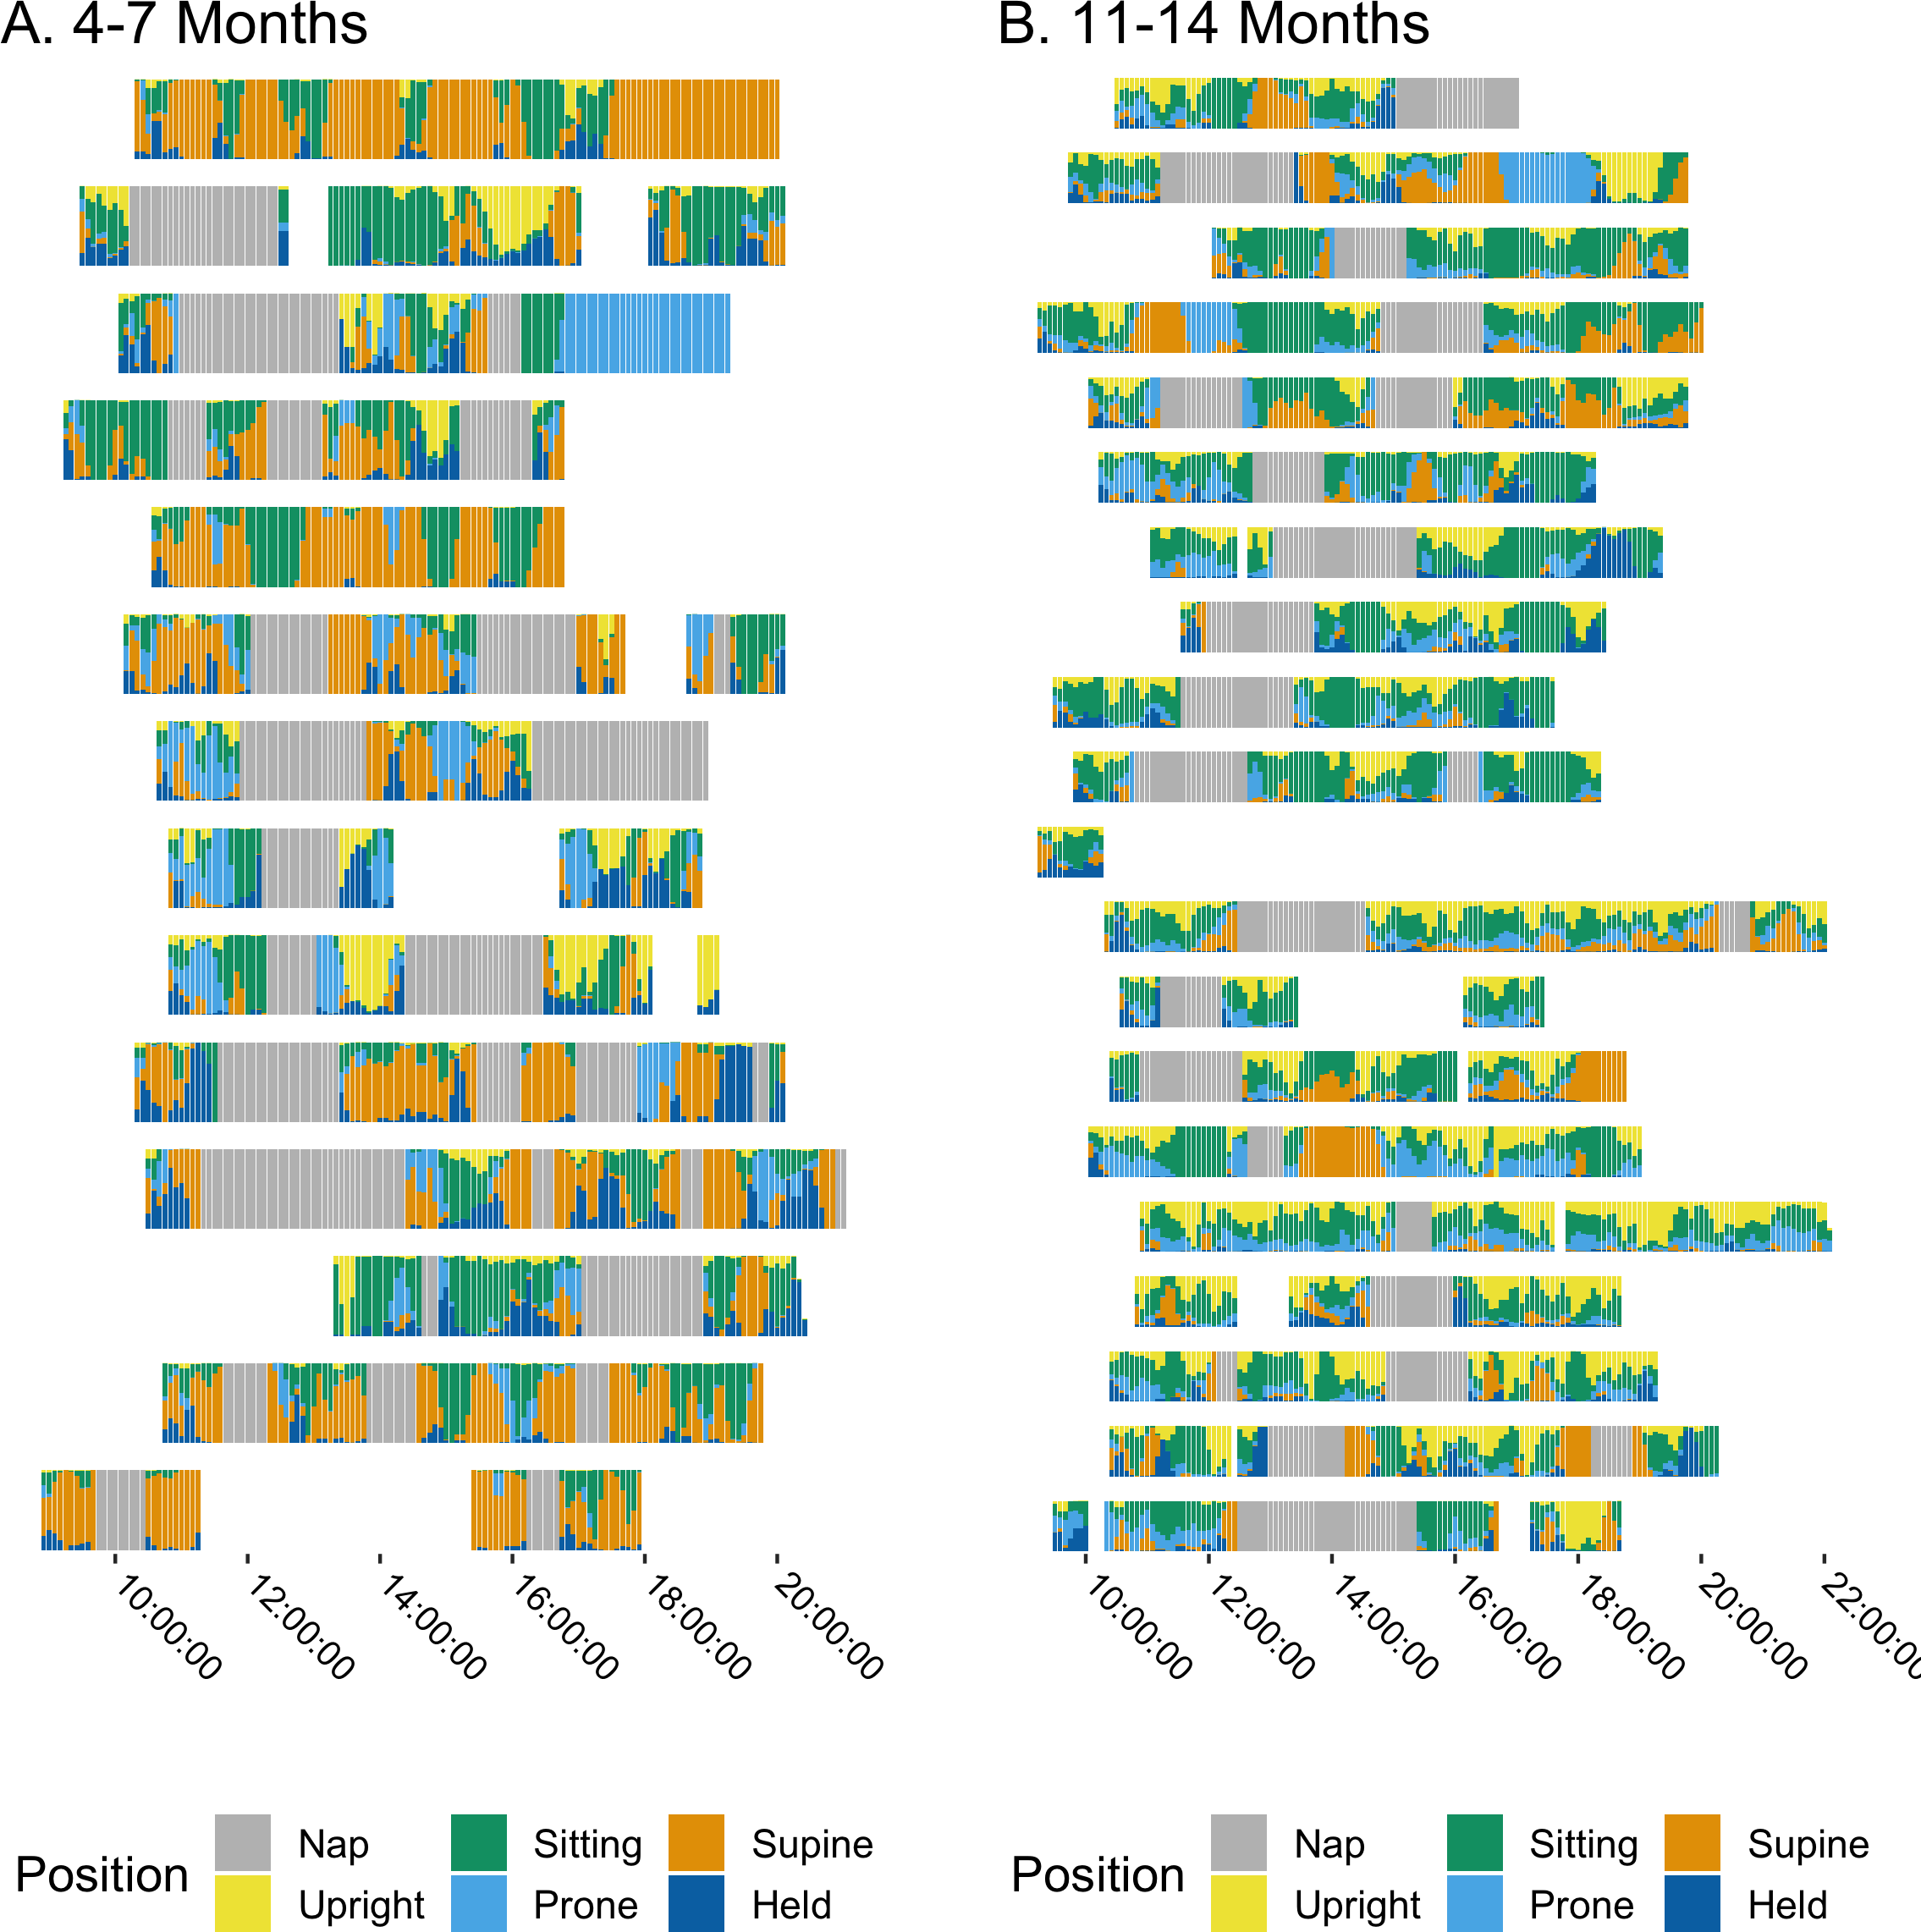 A. 4-7 Months
B. 11-14 Months
10:00:00 12:00:00 14:00:00 16:00:00 18:00:00 20:00:00
10:00:00 12:00:00 14:00:00 16:00:00 18:00:00 20:00:00 22:00:00
Position
Nap Sitting Supine
Upright Prone Held
Position
Nap Sitting Supine
Upright Prone Held